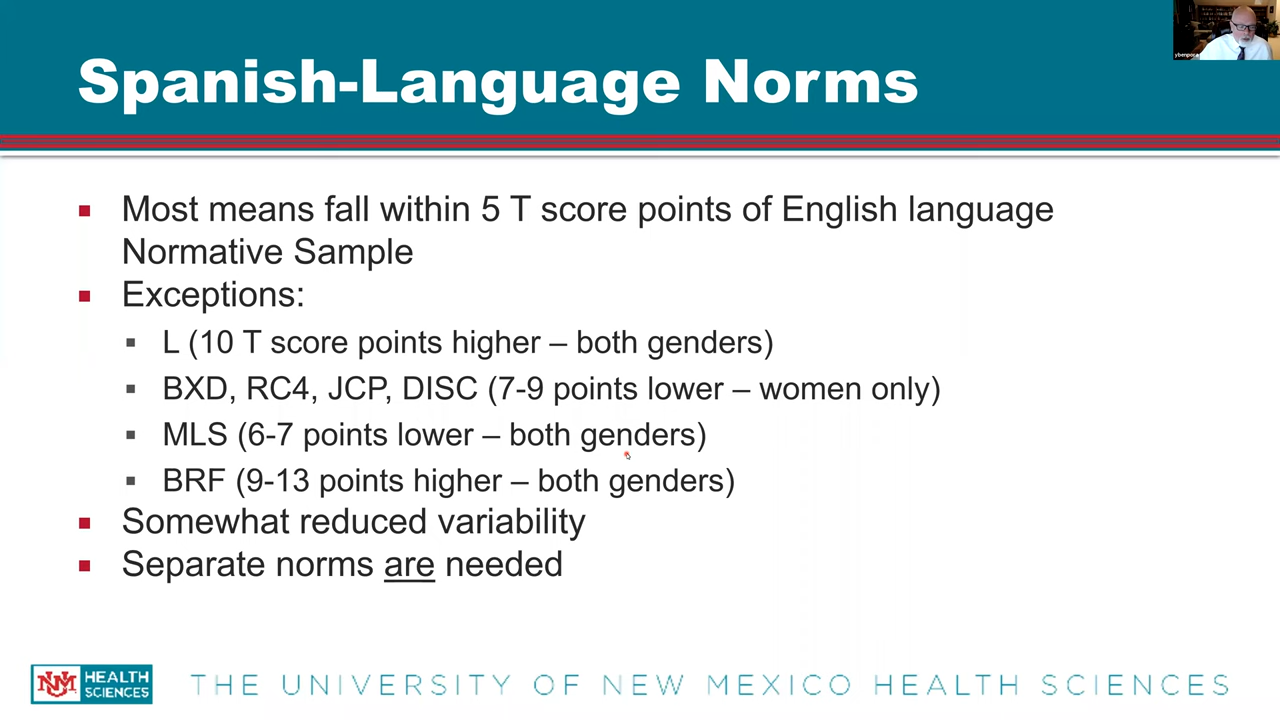 Spanish-Language Norms
Most means fall within 5 T score points of English language
Normative Sample
Exceptions:
L (10 T score points higher – both genders)
BXD, RC4, JCP, DISC (7-9 points lower – women only)
MLS (6-7 points lower – both genders)
BRF (9-13 points higher – both genders)
Somewhat reduced variability
Separate norms are needed
UNM HEALTH
SCIENCES
THE UNIVERSITY OF NEW MEXICO HEALTH SCIENCES